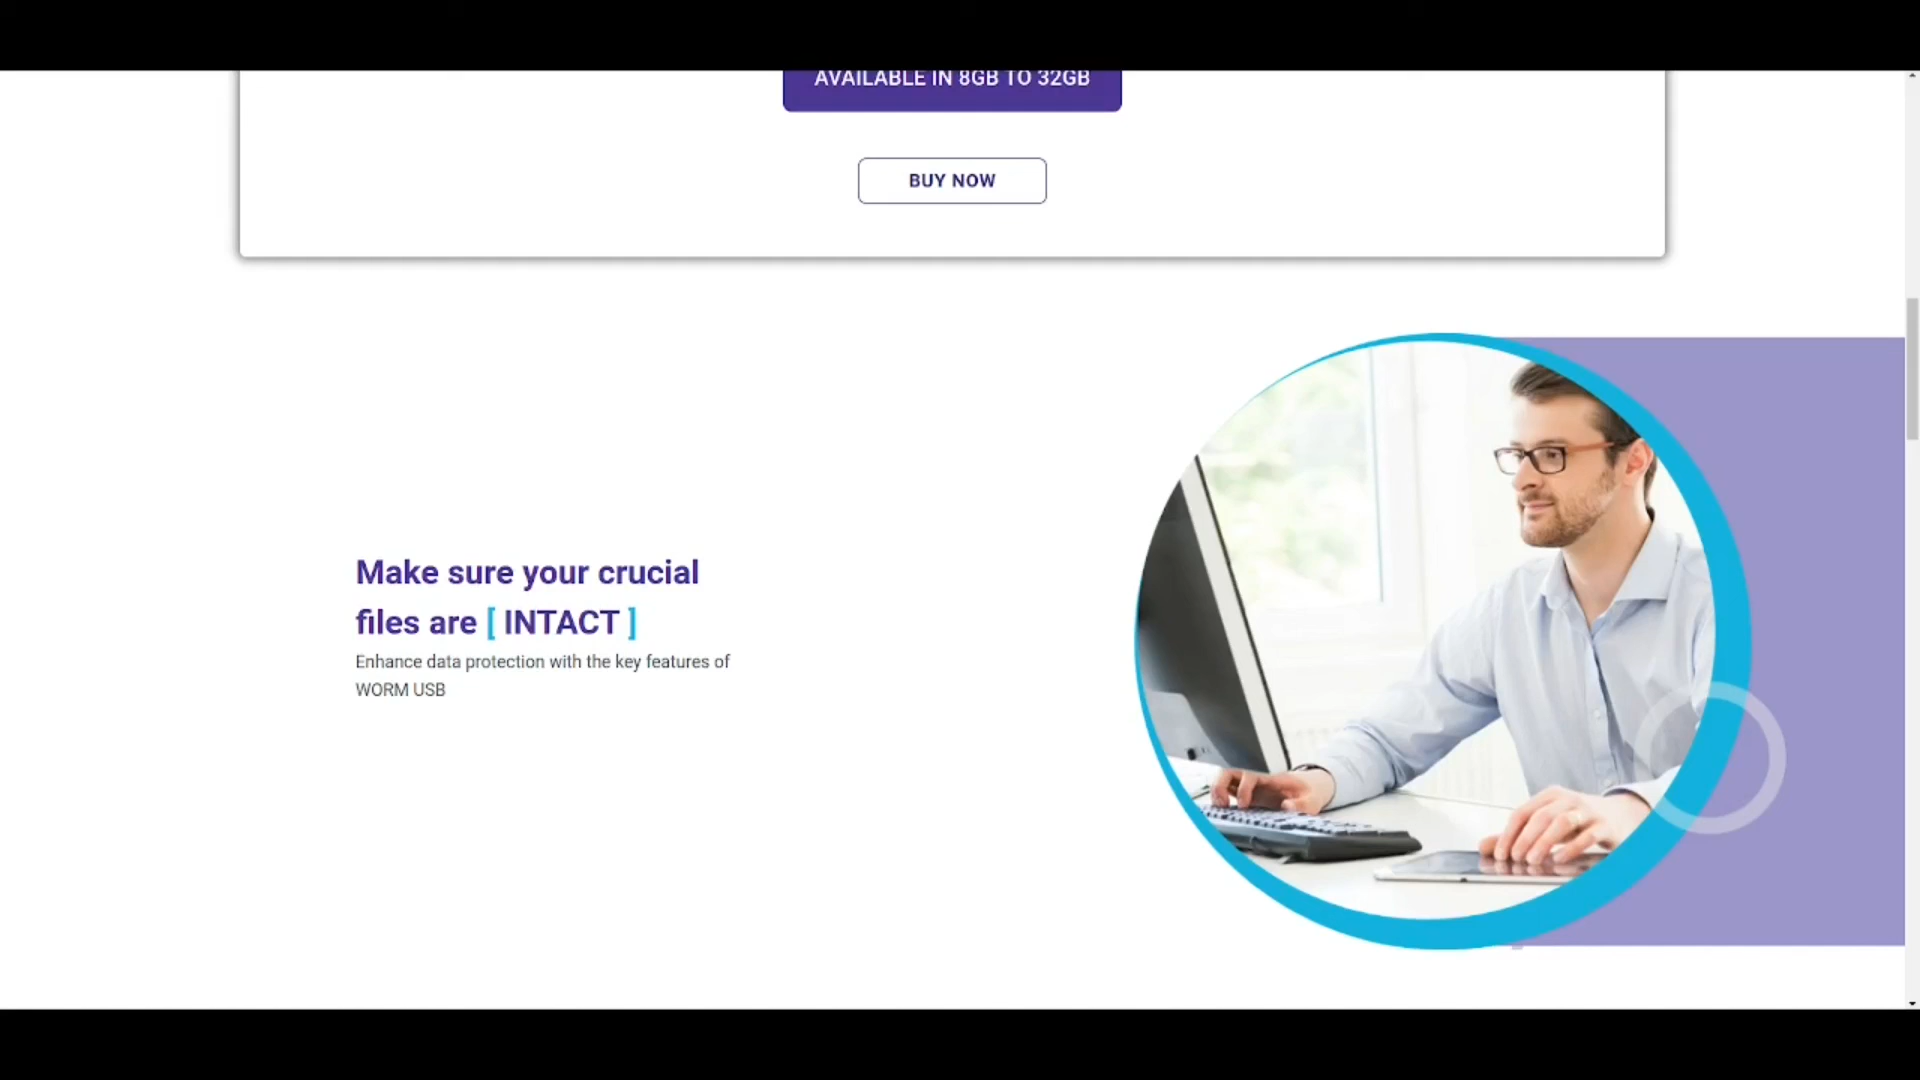 AVAILABLE IN 8GB TO 32GB
BUY NOW
Make sure your crucial
files are [ INTACT ]
Enhance data protection with the key features of
WORM USB